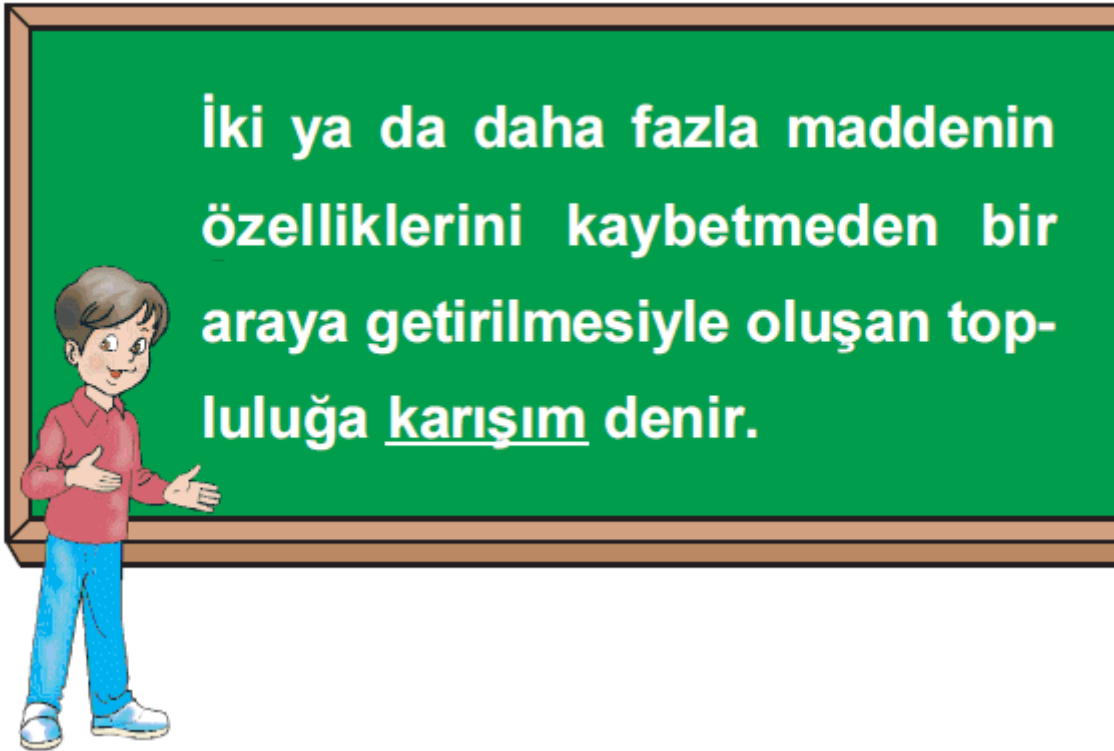 İki ya da daha fazla maddenin
özelliklerini kaybetmeden bir
araya getirilmesiyle oluşan top-
luluğa karışım denir.